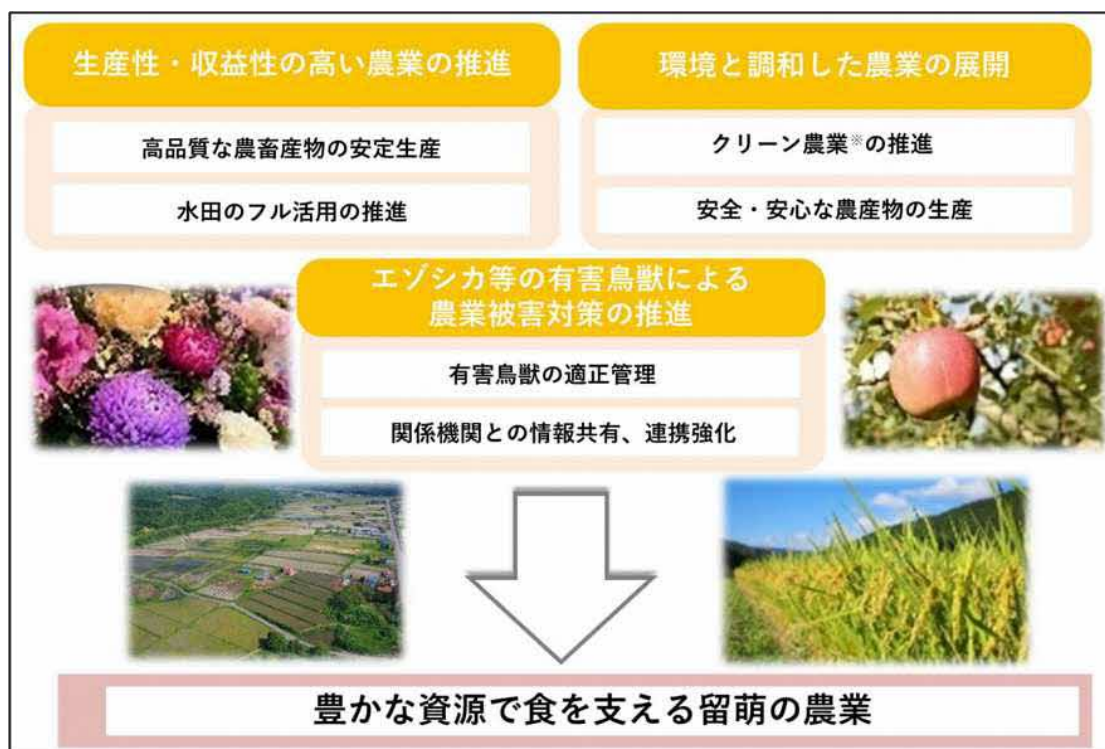 生産性・収益性の高い農業の推進
高品質な農畜産物の安定生産
水田のフル活用の推進
環境と調和した農業の展開
クリーン農業※の推進
安全・安心な農産物の生産
エゾシカ等の有害鳥獣による
農業被害対策の推進
有害鳥獣の適正管理
関係機関との情報共有、連携強化
豊かな資源で食を支える留萌の農業